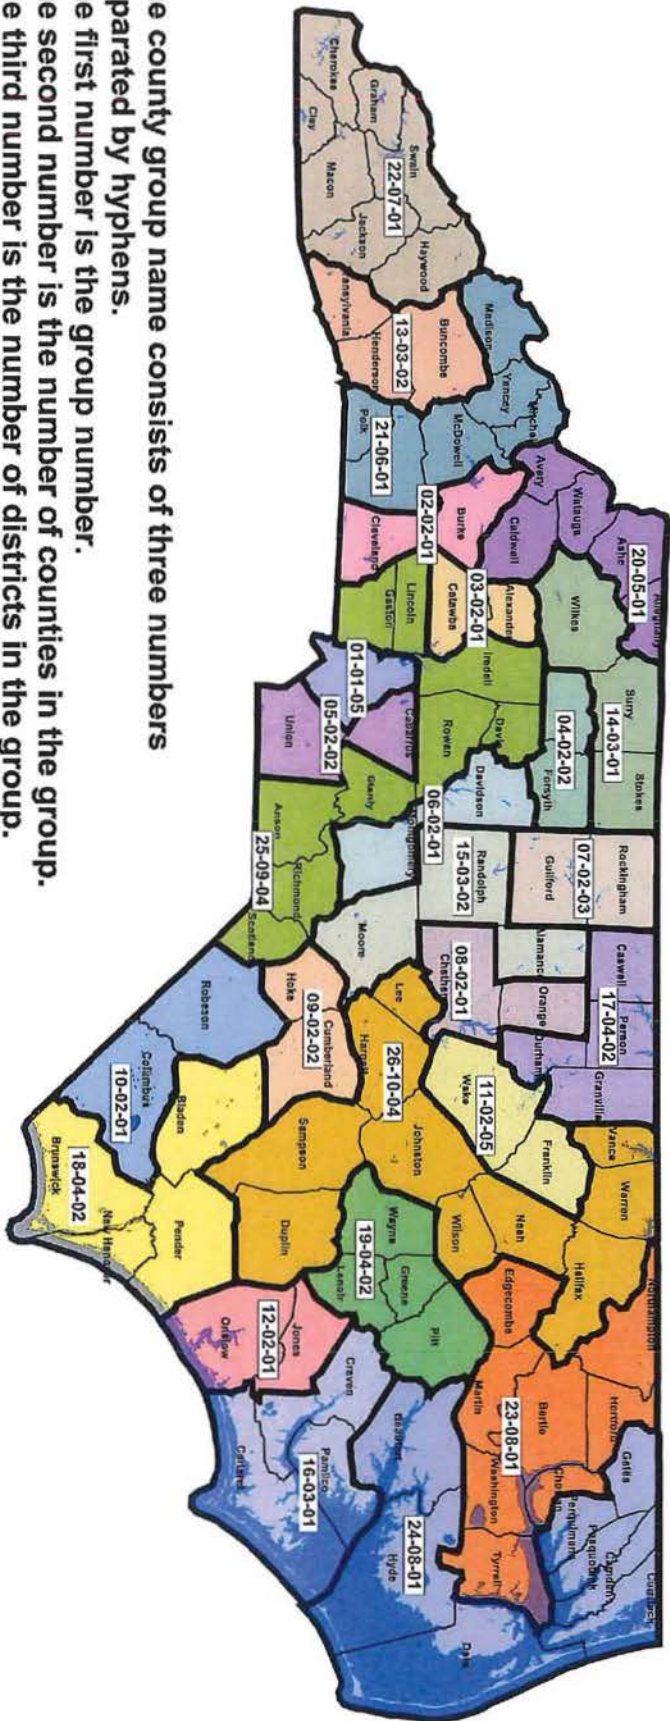 Cherokee
Graham
Clay
Swain
22-07-01
Macon
Jackson
Haywood
Madison
Yancey
Buncombe
13-03-02
Henderson
McDowell
Polk
21-06-01
Avery
Watauga
Ashe
20-05-01
Caldwell
Burke
02-02-01
Cleveland
Wilkes
Alexander
03-02-01
Catawba
Lincoln
Gaston
Iredell
01-01-05
Surry
14-03-01
Stokes
04-02-02
Forsyth
Davie
Rowan
Davidson
Cabarrus
05-02-02
Union
Stanly
06-02-01
Montgomery
Anson
Richmond
25-09-04
Scotland
Rockingham
07-02-03
Guilford
Randolph
15-03-02
Moore
Alamance
Orange
08-02-01
Chatham
Caswell
Person
17-04-02
Durham
Granville
Lee
Harnett
26-10-04
Hoke
09-02-02
Cumberland
Robeson
Columbus
10-02-01
Bladen
Brunswick
18-04-02
New Hanover
Pender
Wake
11-02-05
Franklin
Vance
Warren
Johnston
Sampson
Duplin
Wilson
Nash
Halifax
Northampton
Wayne
19-04-02
Greene
Lenoir
Pitt
Edgecombe
Jones
12-02-01
Onslow
Craven
Pamlico
16-03-01
Carteret
Beaufort
24-08-01
Hyde
Dare
Martin
Bertie
23-08-01
Washington
Tyrrell
Hertford
Gates
Chowan
Perquimans
Pasquotank
Camden
Currituck
e county group name consists of three numbers
parated by hyphens.
e first number is the group number.
e second number is the number of counties in the group.
e third number is the number of districts in the group.